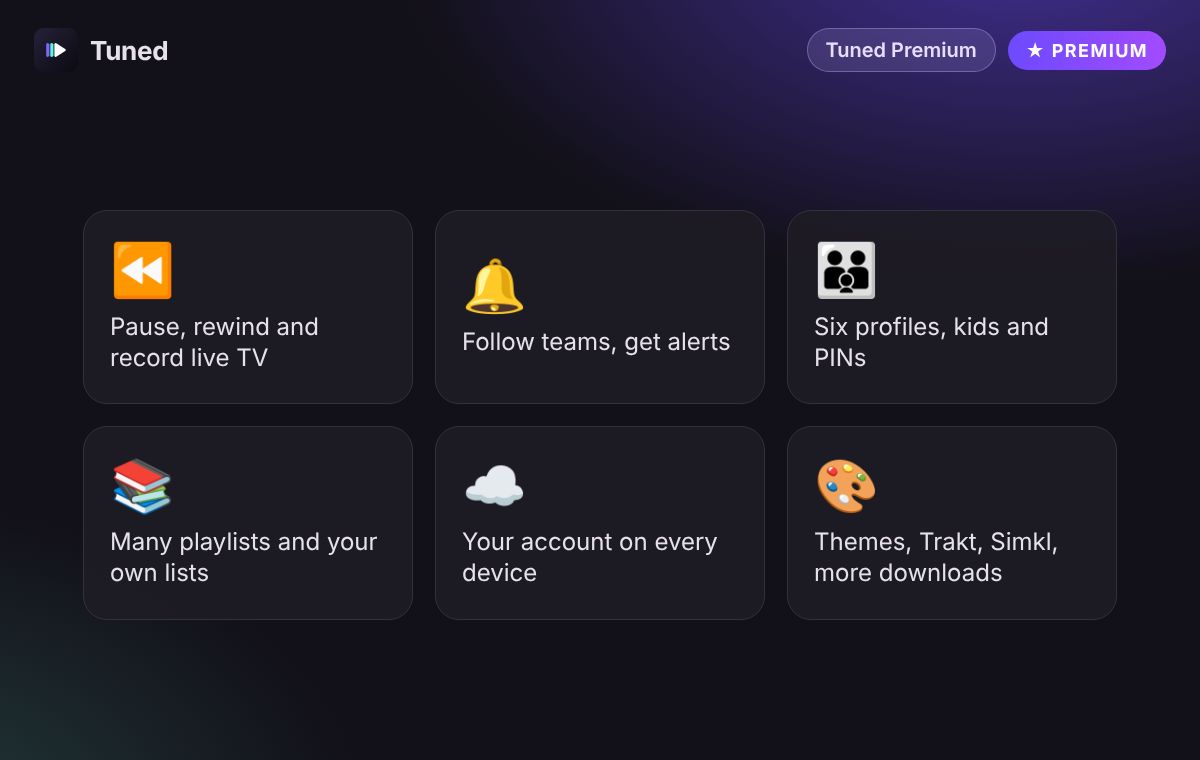 Tuned
Tuned Premium
★ PREMIUM
Pause, rewind and
record live TV
Follow teams, get alerts
Six profiles, kids and
PINs
Many playlists and your
own lists
Your account on every
device
Themes, Trakt, Simkl,
more downloads